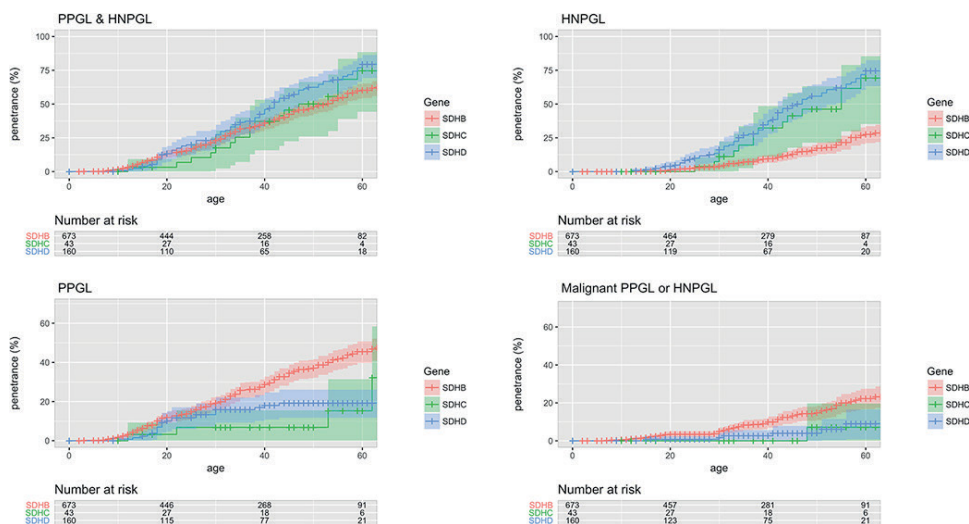 PPGL & HNPGL
100
75
50
25
0
penetrance (%)
0 20 40 60
age
Gene
SDHB
SDHC
SDHD
Number at risk
SDHB 673 444 258 82
SDHC 43 27 16 4
SDHD 160 110 65 18
HNPGL
100
75
50
25
0
penetrance (%)
0 20 40 60
age
Gene
SDHB
SDHC
SDHD
Number at risk
SDHB 673 464 279 87
SDHC 43 27 16 4
SDHD 160 119 67 20
PPGL
60
40
20
0
penetrance (%)
0 20 40 60
age
Gene
SDHB
SDHC
SDHD
Number at risk
SDHB 673 446 268 91
SDHC 43 27 18 6
SDHD 160 115 77 21
Malignant PPGL or HNPGL
60
40
20
0
penetrance (%)
0 20 40 60
age
Gene
SDHB
SDHC
SDHD
Number at risk
SDHB 673 457 281 91
SDHC 43 27 18 6
SDHD 160 123 75 21